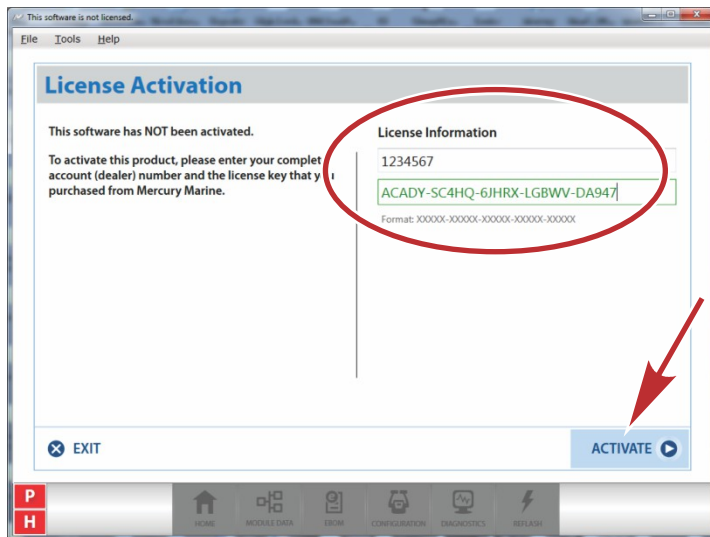 This software is not licensed.
File Tools Help
License Activation
This software has NOT been activated.
To activate this product, please enter your complet
account (dealer) number and the license key that y u
purchased from Mercury Marine.
License Information
1234567
ACADY-SC4HQ-6JHRX-LGBWV-DA947
Format: XXXXX-XXXXX-XXXXX-XXXXX-XXXXX
EXIT
ACTIVATE
P
H
HOME MODULE DATA EBOM CONFIGURATION DIAGNOSTICS REFLASH